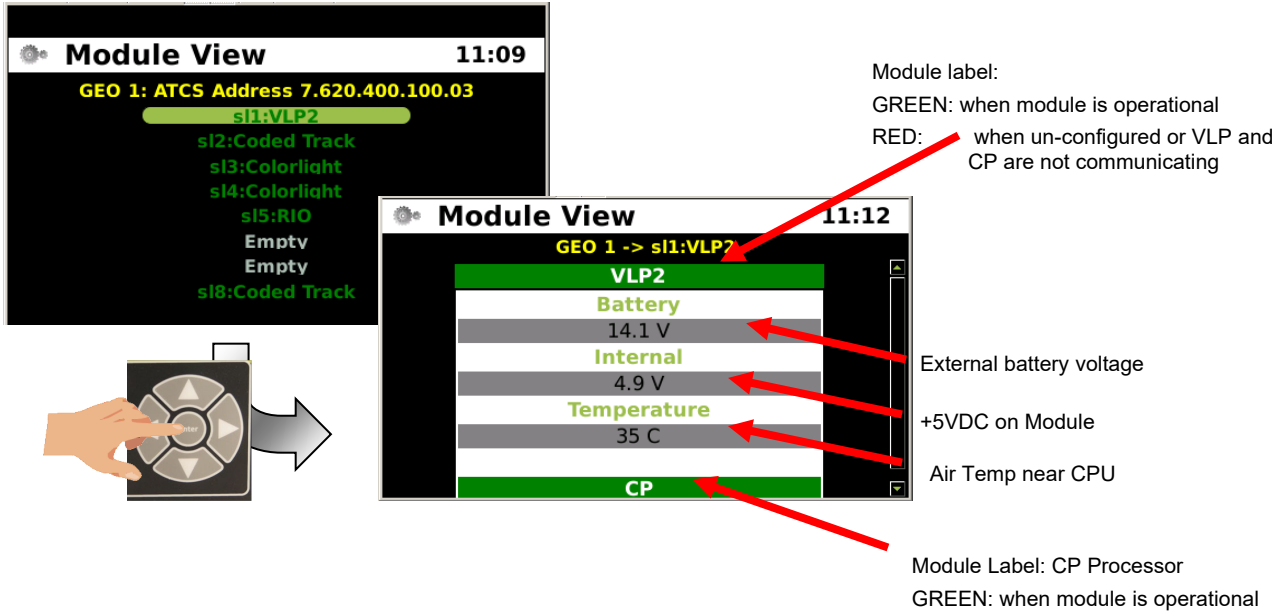 Module View 11:09
GEO 1: ATCS Address 7.620.400.100.03
sl1:VLP2
sl2:Coded Track
sl3:Colorlight
sl4:Colorlight
sl5:RIO
Empty
Empty
sl8:Coded Track
Module View 11:12
GEO 1 -> sl1:VLP2
VLP2
Battery
14.1 V
Internal
4.9 V
Temperature
35 C
CP
Module label:
GREEN: when module is operational
RED: when un-configured or VLP and
CP are not communicating
External battery voltage
+5VDC on Module
Air Temp near CPU
Module Label: CP Processor
GREEN: when module is operational